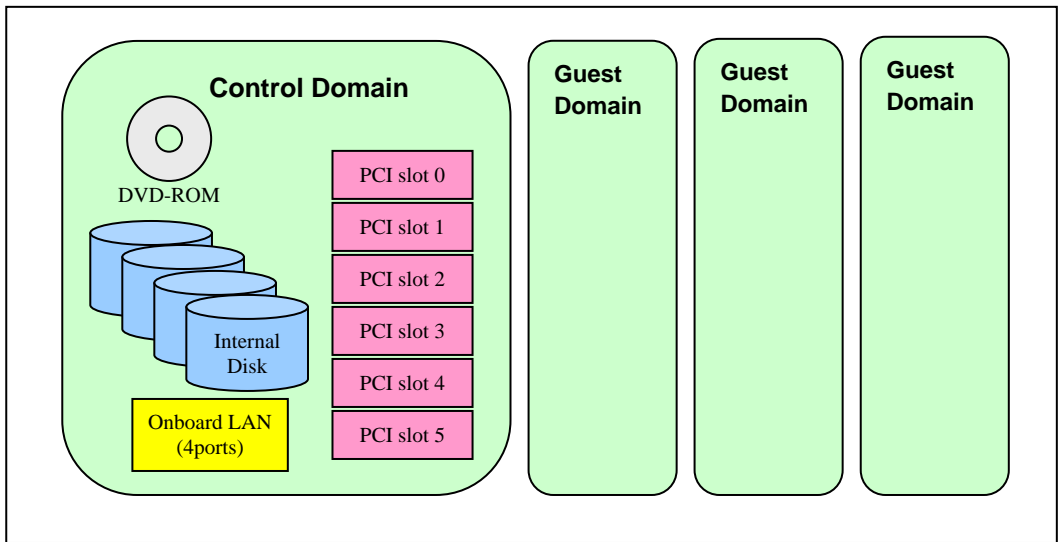 Control Domain
DVD-ROM
Internal
Disk
Onboard LAN
(4ports)
PCI slot 0
PCI slot 1
PCI slot 2
PCI slot 3
PCI slot 4
PCI slot 5
Guest
Domain
Guest
Domain
Guest
Domain